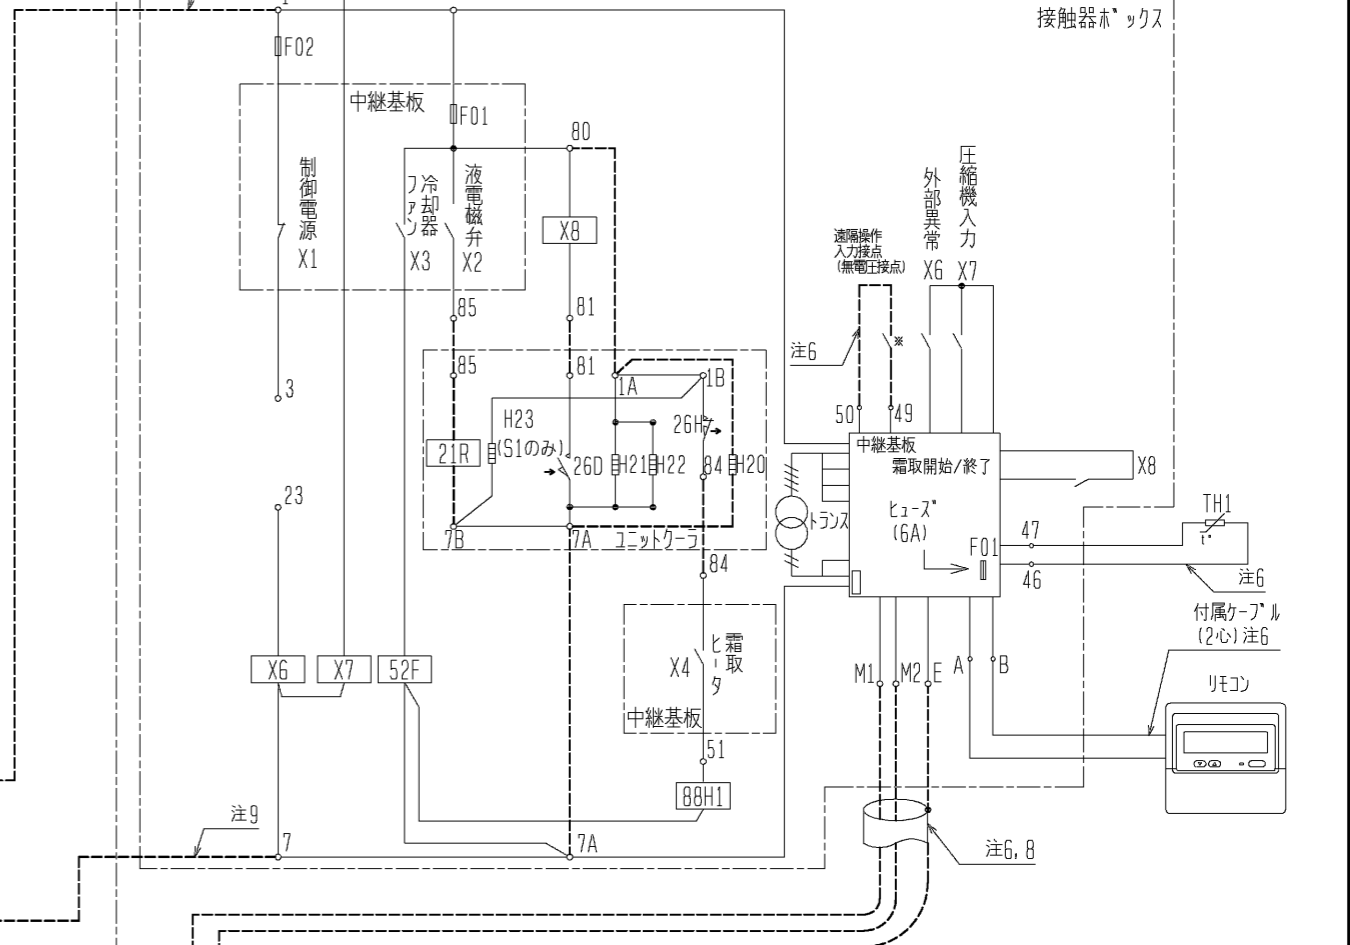 接触器ボックス
F02
中継基板
F01
80
制御電源
X1
冷却器
ファン
X3
液電磁弁
X2
X8
85
81
85
81
1A
1B
H23
(S1のみ)
21R
26D
H21
H22
26H
84
H20
7B
7A
ユニットクーラ
84
3
23
X6
X7
52F
X4
霜取
ヒータ
中継基板
51
88H1
7A
7
注9
遠隔操作
入力接点
(無電圧接点)
外部異常
X6
圧縮機入力
X7
注6
※
50
49
中継基板
霜取開始/終了
X8
トランス
ヒューズ
(6A)
F01
47
46
TH1
t°
注6
付属ケーブル
(2心)注6
M1
M2
E
A
B
リモコン
注6,8